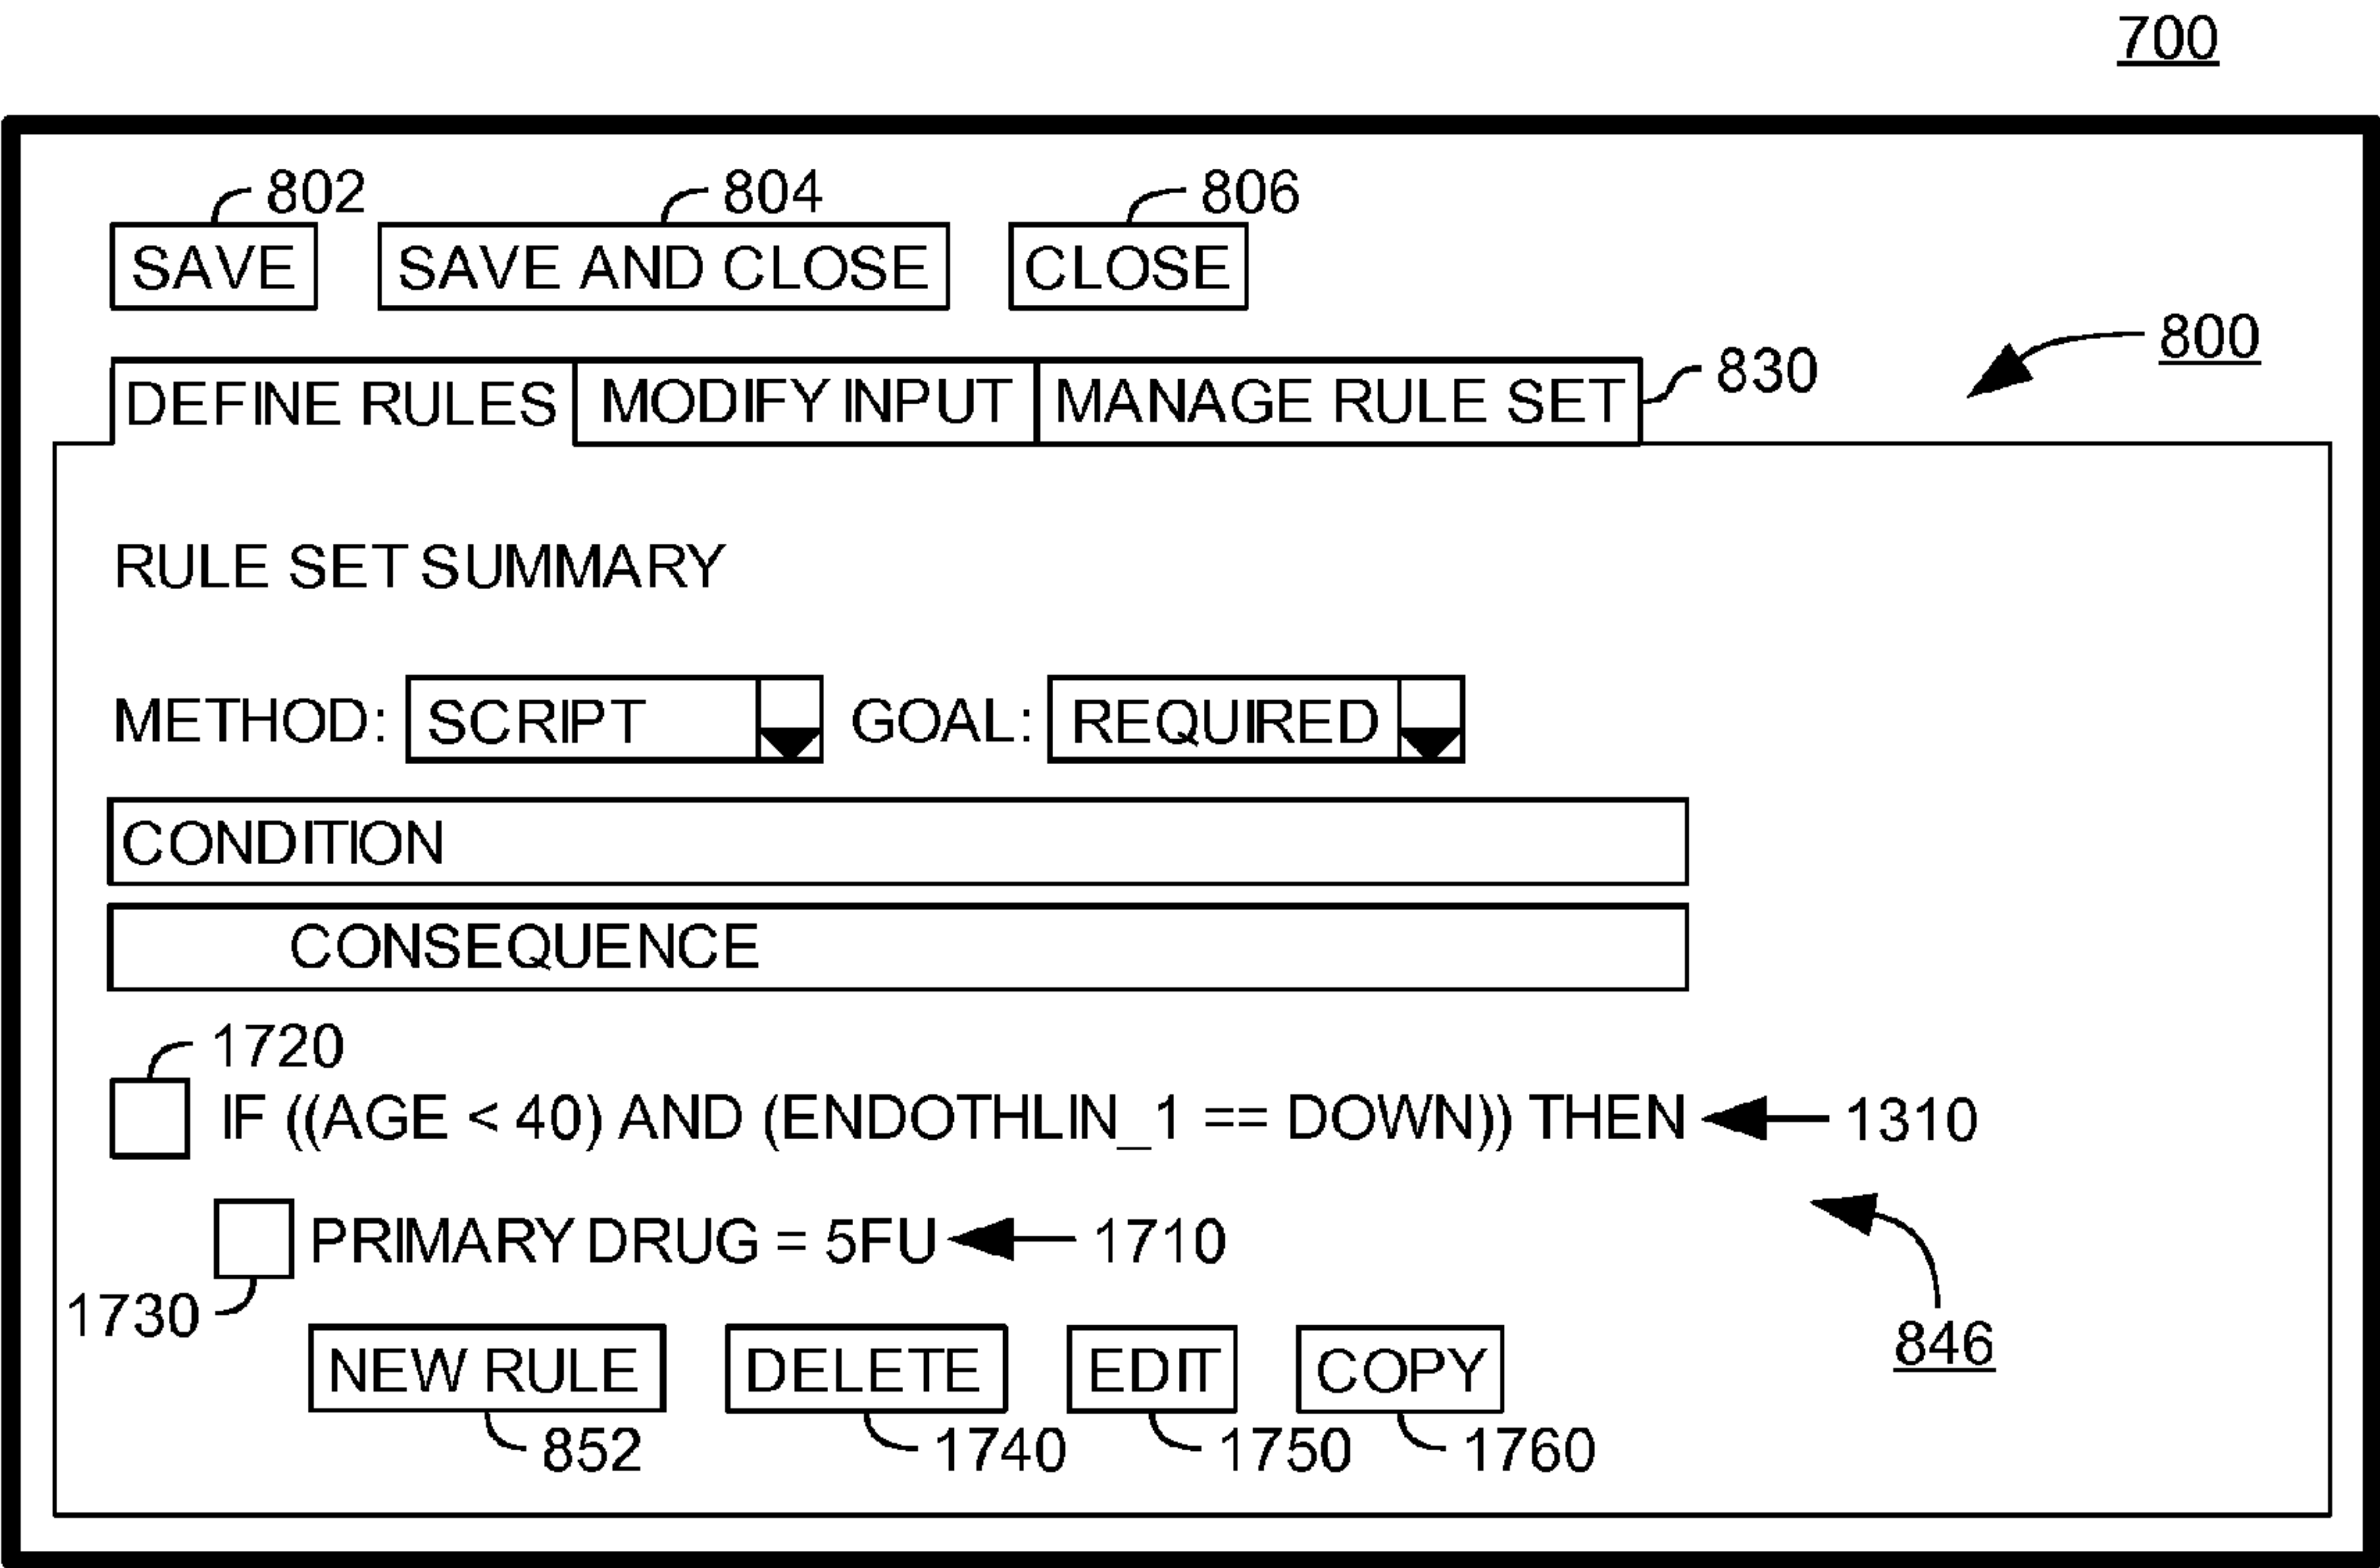 700
802 804 806
SAVE SAVE AND CLOSE CLOSE
800
DEFINE RULES MODIFY INPUT MANAGE RULE SET 830
RULE SET SUMMARY
METHOD: SCRIPT GOAL: REQUIRED
CONDITION
CONSEQUENCE
1720
IF ((AGE < 40) AND (ENDOTHLIN_1 == DOWN)) THEN 1310
PRIMARY DRUG = 5FU 1710
1730
NEW RULE DELETE EDIT COPY 846
852 1740 1750 1760